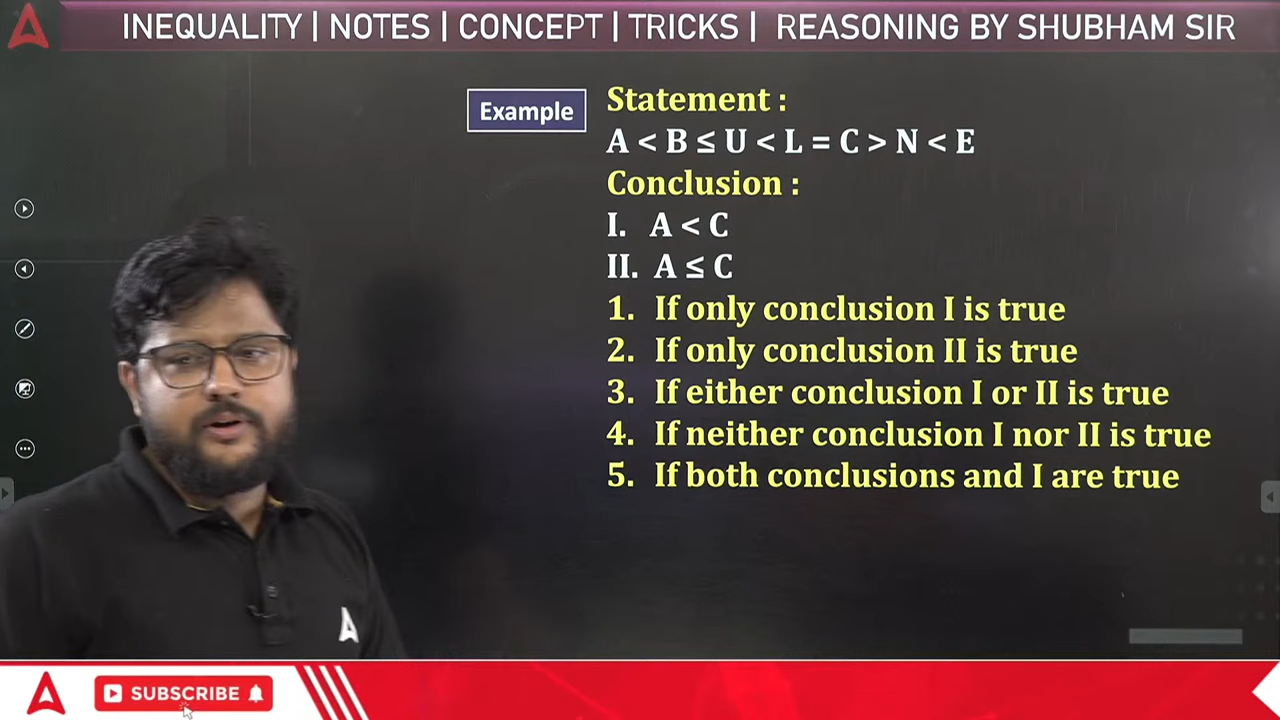 INEQUALITY | NOTES | CONCEPT | TRICKS | REASONING BY SHUBHAM SIR
Example
Statement :
A < B ≤ U < L = C > N < E
Conclusion :
I. A < C
II. A ≤ C
1. If only conclusion I is true
2. If only conclusion II is true
3. If either conclusion I or II is true
4. If neither conclusion I nor II is true
5. If both conclusions and I are true
SUBSCRIBE